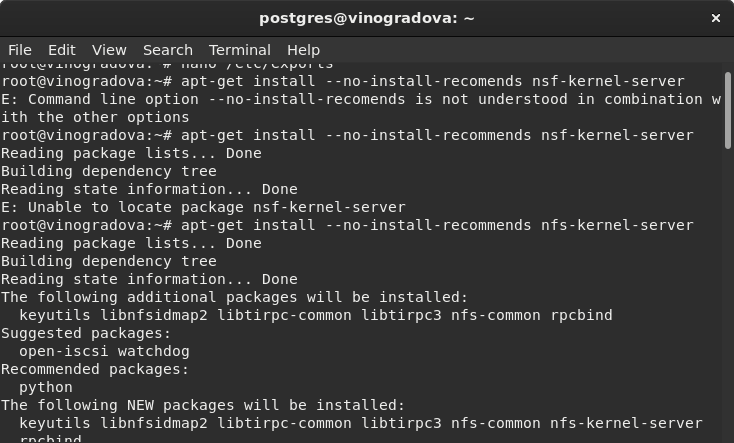 postgres@vinogradova: ~
×
File Edit View Search Terminal Help
root@vinogradova:~# nano /etc/exports
root@vinogradova:~# apt-get install --no-install-recomends nsf-kernel-server
E: Command line option --no-install-recomends is not understood in combination w
ith the other options
root@vinogradova:~# apt-get install --no-install-recommends nsf-kernel-server
Reading package lists... Done
Building dependency tree
Reading state information... Done
E: Unable to locate package nsf-kernel-server
root@vinogradova:~# apt-get install --no-install-recommends nfs-kernel-server
Reading package lists... Done
Building dependency tree
Reading state information... Done
The following additional packages will be installed:
  keyutils libnfsidmap2 libtirpc-common libtirpc3 nfs-common rpcbind
Suggested packages:
  open-iscsi watchdog
Recommended packages:
  python
The following NEW packages will be installed:
  keyutils libnfsidmap2 libtirpc-common libtirpc3 nfs-common nfs-kernel-server
  rpcbind